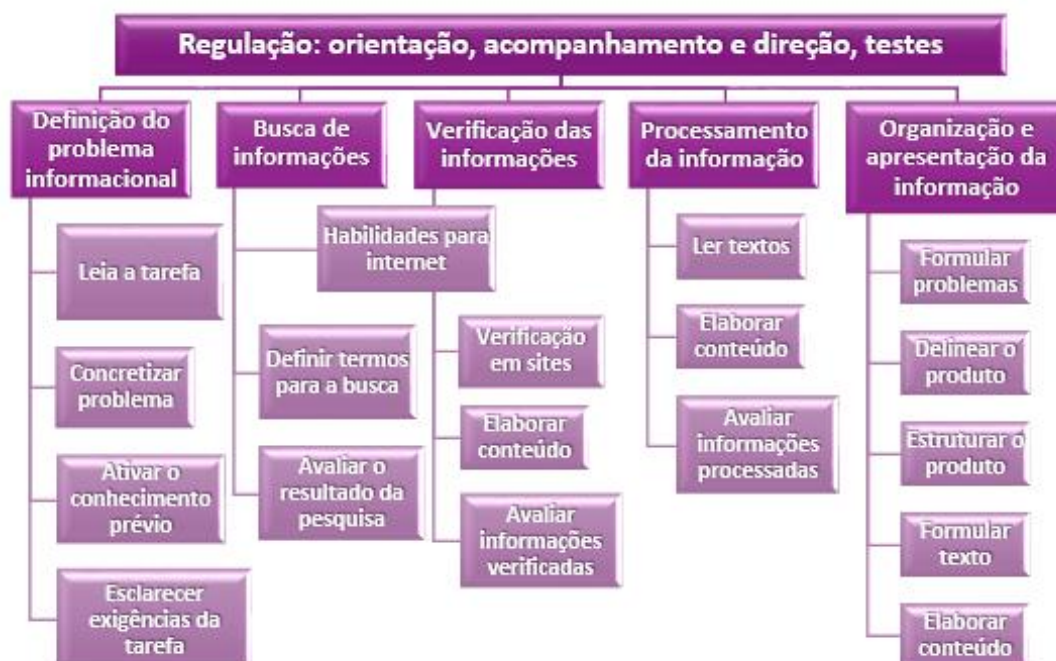 Regulação: orientação, acompanhamento e direção, testes
Definição do
problema
informacional
Leia a tarefa
Concretizar
problema
Ativar o
conhecimento
prévio
Esclarecer
exigências da
tarefa
Busca de
informações
Habilidades para
internet
Definir termos
para a busca
Avaliar o
resultado da
pesquisa
Verificação das
informações
Verificação
em sites
Elaborar
conteúdo
Avaliar
informações
verificadas
Processamento
da informação
Ler textos
Elaborar
conteúdo
Avaliar
informações
processadas
Organização e
apresentação da
informação
Formular
problemas
Delinear o
produto
Estruturar o
produto
Formular
texto
Elaborar
conteúdo